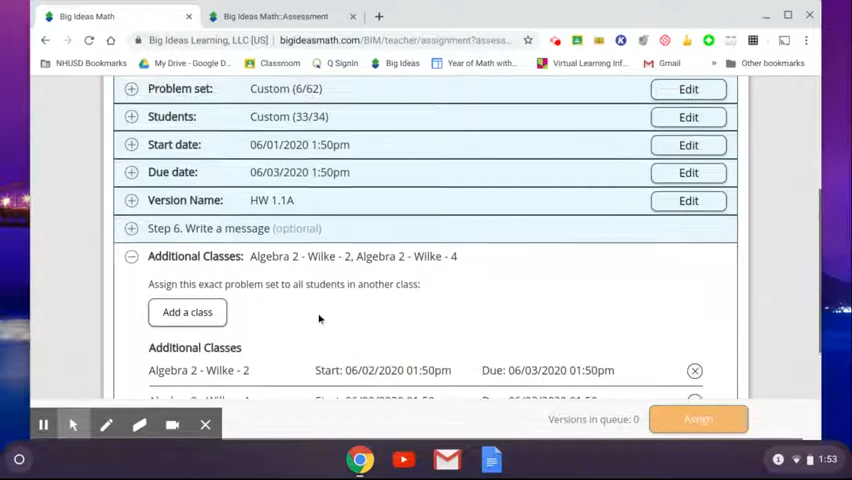 Big Ideas Math
Big Ideas Math::Assessment
Big Ideas Learning, LLC [US] | bigideasmath.com/BIM/teacher/assignment?assess...
NHUSD Bookmarks
My Drive - Google D...
Classroom
Q SignIn
Big Ideas
Year of Math with...
Virtual Learning Inf...
Gmail
Other bookmarks
Problem set: Custom (6/62) Edit
Students: Custom (33/34) Edit
Start date: 06/01/2020 1:50pm Edit
Due date: 06/03/2020 1:50pm Edit
Version Name: HW 1.1A Edit
Step 6. Write a message (optional)
Additional Classes: Algebra 2 - Wilke - 2, Algebra 2 - Wilke - 4
Assign this exact problem set to all students in another class:
Add a class
Additional Classes
Algebra 2 - Wilke - 2 Start: 06/02/2020 01:50pm Due: 06/03/2020 01:50pm
Versions in queue: 0 Assign
1 1:53